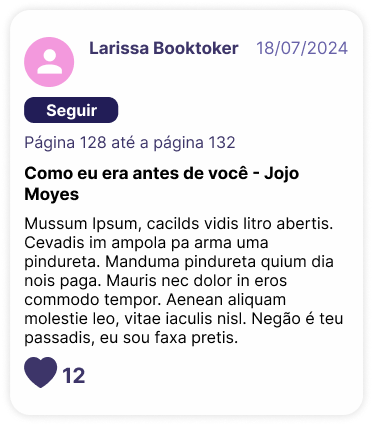 Larissa Booktoker 18/07/2024
Seguir
Página 128 até a página 132
Como eu era antes de você - Jojo
Moyes
Mussum Ipsum, cacilds vidis litro abertis.
Cevadis im ampola pa arma uma
pindureta. Manduma pindureta quium dia
nois paga. Mauris nec dolor in eros
commodo tempor. Aenean aliquam
molestie leo, vitae iaculis nisl. Negão é teu
passadis, eu sou faxa pretis.
12